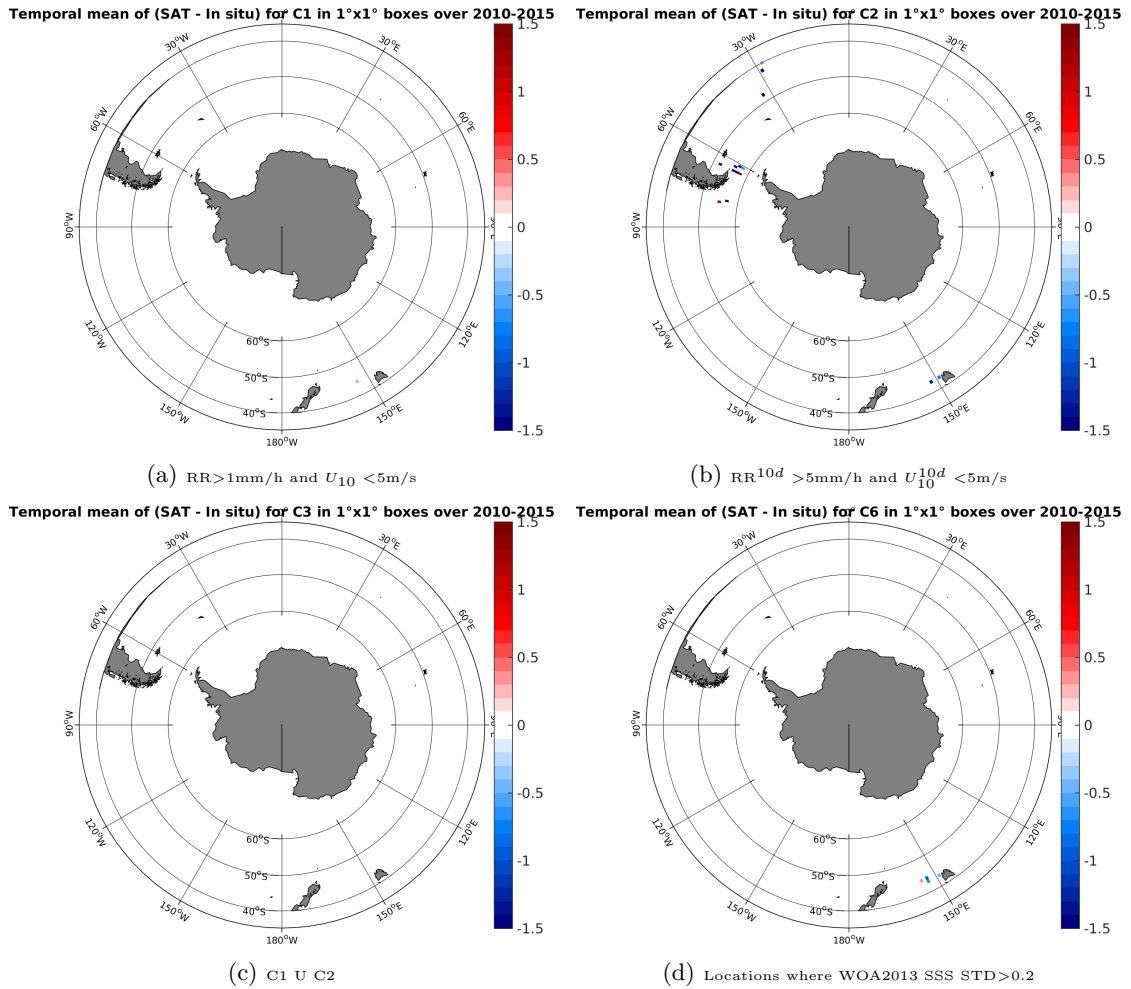 Temporal mean of (SAT - In situ) for C1 in 1°x1° boxes over 2010-2015
Temporal mean of (SAT - In situ) for C2 in 1°x1° boxes over 2010-2015
30°W
30°E
60°W
60°E
90°W
120°W
120°E
150°W
150°E
180°W
60°S
50°S
40°S
1.5
1
0.5
0
-0.5
-1
-1.5
30°W
30°E
60°W
60°E
90°W
120°W
120°E
150°W
150°E
180°W
60°S
50°S
40°S
1.5
1
0.5
0
-0.5
-1
-1.5
(a) RR>1mm/h and U10 <5m/s
(b) RR10d >5mm/h and U10d10 <5m/s
Temporal mean of (SAT - In situ) for C3 in 1°x1° boxes over 2010-2015
Temporal mean of (SAT - In situ) for C6 in 1°x1° boxes over 2010-2015
30°W
30°E
60°W
60°E
90°W
120°W
120°E
150°W
150°E
180°W
60°S
50°S
40°S
1.5
1
0.5
0
-0.5
-1
-1.5
30°W
30°E
60°W
60°E
90°W
120°W
120°E
150°W
150°E
180°W
60°S
50°S
40°S
1.5
1
0.5
0
-0.5
-1
-1.5
(c) C1 U C2
(d) Locations where WOA2013 SSS STD>0.2